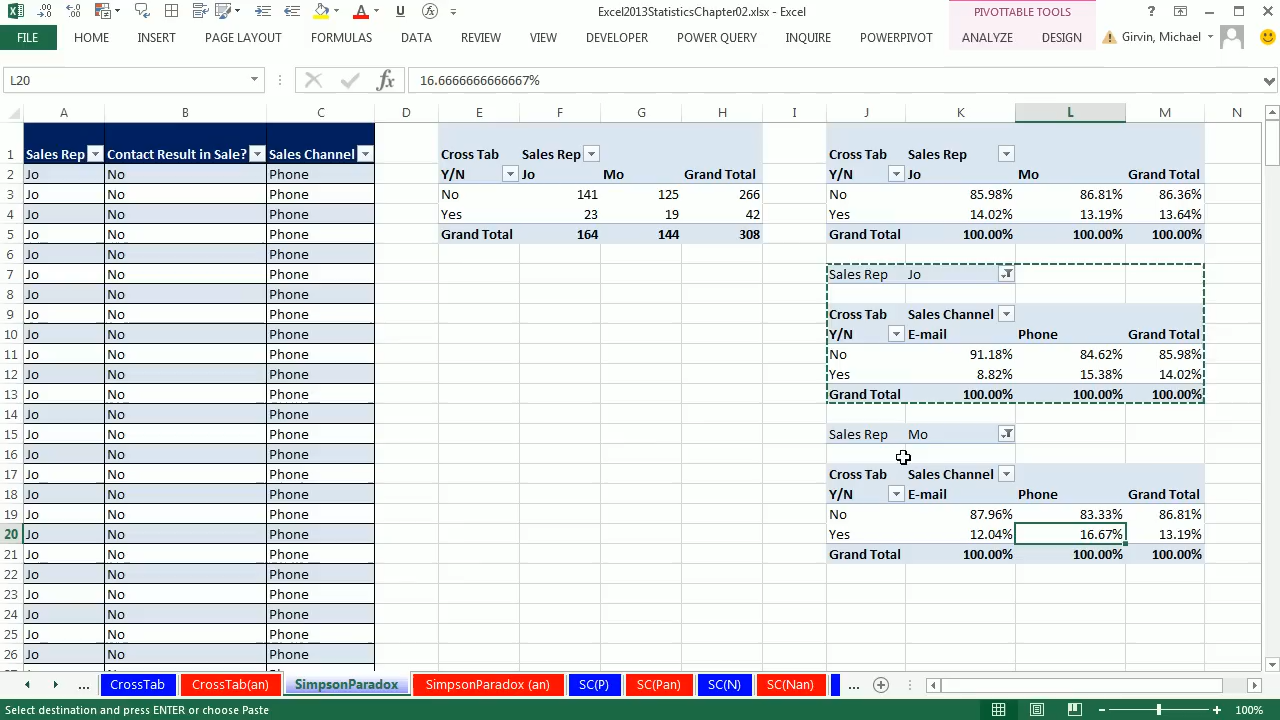 Excel2013StatisticsChapter02.xlsx - Excel
PIVOTTABLE TOOLS
FILE HOME INSERT PAGE LAYOUT FORMULAS DATA REVIEW VIEW DEVELOPER POWER QUERY INQUIRE POWERPIVOT ANALYZE DESIGN Girvin, Michael
L20 fx 16.6666666666667%
A B C D E F G H I J K L M N
1 Sales Rep Contact Result in Sale? Sales Channel Cross Tab Sales Rep Cross Tab Sales Rep
2 Jo No Phone Y/N Jo Mo Grand Total Y/N Jo Mo Grand Total
3 Jo No Phone No 141 125 266 No 85.98% 86.81% 86.36%
4 Jo No Phone Yes 23 19 42 Yes 14.02% 13.19% 13.64%
5 Jo No Phone Grand Total 164 144 308 Grand Total 100.00% 100.00% 100.00%
6 Jo No Phone
7 Jo No Phone Sales Rep Jo
8 Jo No Phone
9 Jo No Phone Cross Tab Sales Channel
10 Jo No Phone Y/N E-mail Phone Grand Total
11 Jo No Phone No 91.18% 84.62% 85.98%
12 Jo No Phone Yes 8.82% 15.38% 14.02%
13 Jo No Phone Grand Total 100.00% 100.00% 100.00%
14 Jo No Phone
15 Jo No Phone Sales Rep Mo
16 Jo No Phone
17 Jo No Phone Cross Tab Sales Channel
18 Jo No Phone Y/N E-mail Phone Grand Total
19 Jo No Phone No 87.96% 83.33% 86.81%
20 Jo No Phone Yes 12.04% 16.67% 13.19%
21 Jo No Phone Grand Total 100.00% 100.00% 100.00%
22 Jo No Phone
23 Jo No Phone
24 Jo No Phone
25 Jo No Phone
26 Jo No Phone
... CrossTab CrossTab(an) SimpsonParadox SimpsonParadox (an) SC(P) SC(Pan) SC(N) SC(Nan) ...
Select destination and press ENTER or choose Paste 100%